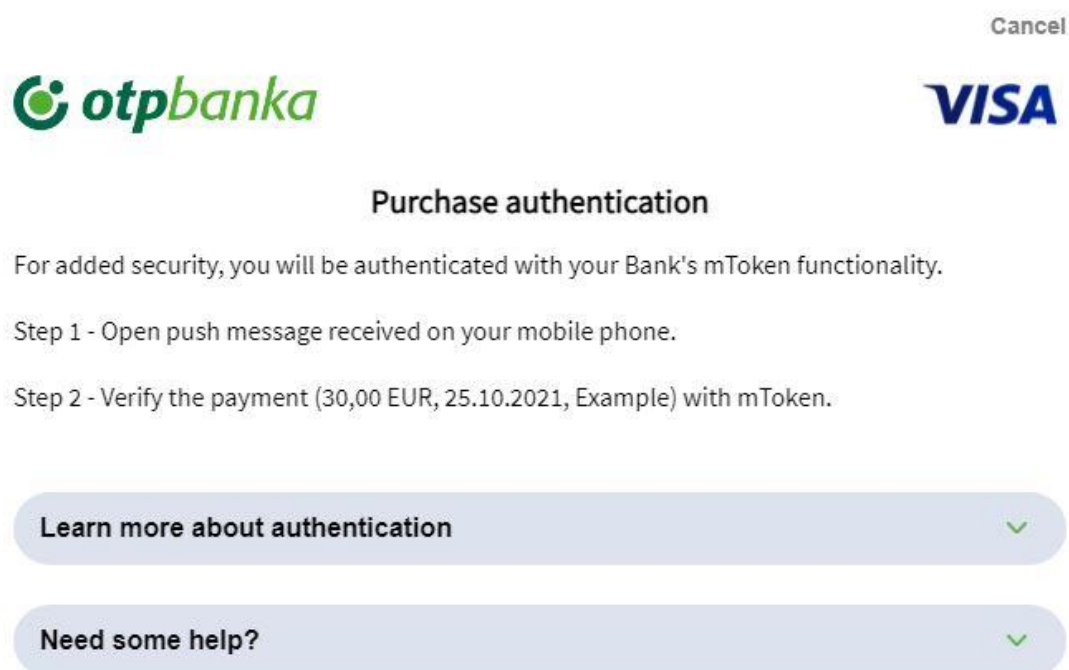 Cancel
otpbanka
VISA
Purchase authentication
For added security, you will be authenticated with your Bank's mToken functionality.
Step 1 - Open push message received on your mobile phone.
Step 2 - Verify the payment (30,00 EUR, 25.10.2021, Example) with mToken.
Learn more about authentication
Need some help?